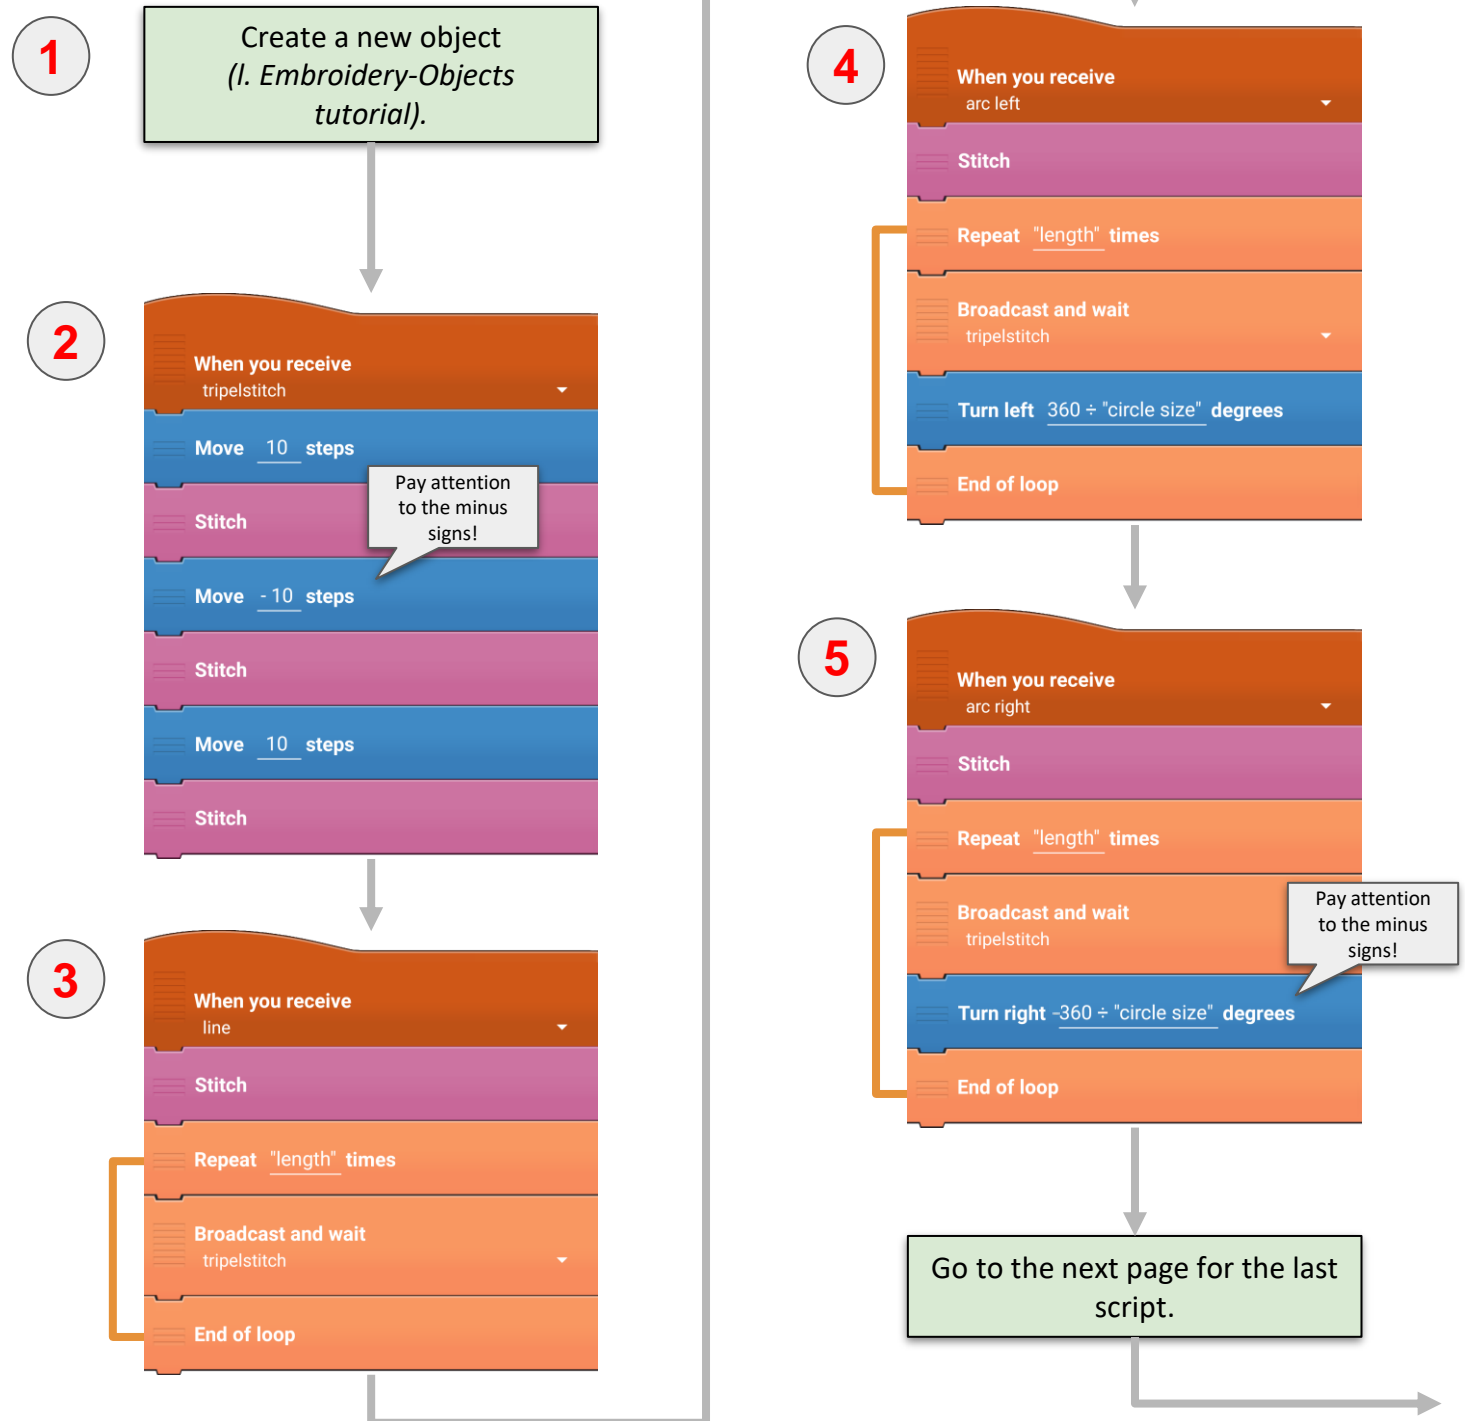 1
Create a new object
(l. Embroidery-Objects
tutorial).
2
When you receive
tripelstitch
Move 10 steps
Pay attention
to the minus
signs!
Stitch
Move - 10 steps
Stitch
Move 10 steps
Stitch
3
When you receive
line
Stitch
Repeat "length" times
Broadcast and wait
tripelstitch
End of loop
4
When you receive
arc left
Stitch
Repeat "length" times
Broadcast and wait
tripelstitch
Turn left 360 ÷ "circle size" degrees
End of loop
5
When you receive
arc right
Stitch
Repeat "length" times
Broadcast and wait
tripelstitch
Pay attention
to the minus
signs!
Turn right -360 ÷ "circle size" degrees
End of loop
Go to the next page for the last
script.